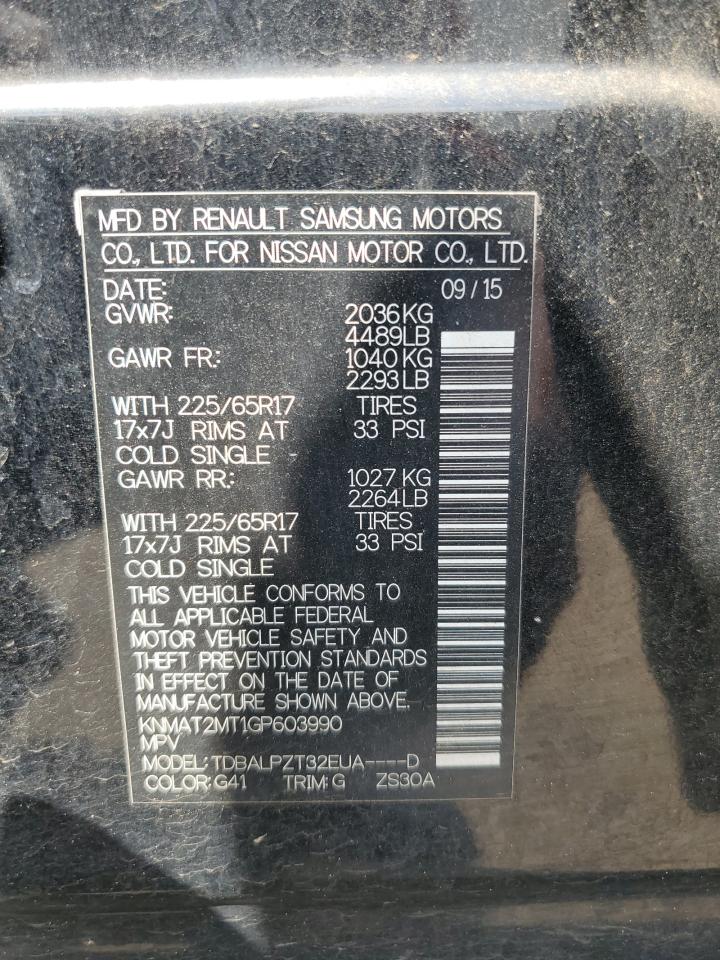 MFD BY RENAULT SAMSUNG MOTORS
CO., LTD. FOR NISSAN MOTOR CO., LTD.
DATE: 09/15
GVWR: 2036KG
4489LB
GAWR FR: 1040KG
2293LB
WITH 225/65R17 TIRES
17x7J RIMS AT 33 PSI
COLD SINGLE
GAWR RR: 1027KG
2264LB
WITH 225/65R17 TIRES
17x7J RIMS AT 33 PSI
COLD SINGLE
THIS VEHICLE CONFORMS TO
ALL APPLICABLE FEDERAL
MOTOR VEHICLE SAFETY AND
THEFT PREVENTION STANDARDS
IN EFFECT ON THE DATE OF
MANUFACTURE SHOWN ABOVE.
KNMAT2MT1GP603990
MPV
MODEL: TDBALPZT32EUA----D
COLOR: G41 TRIM: G ZS30A